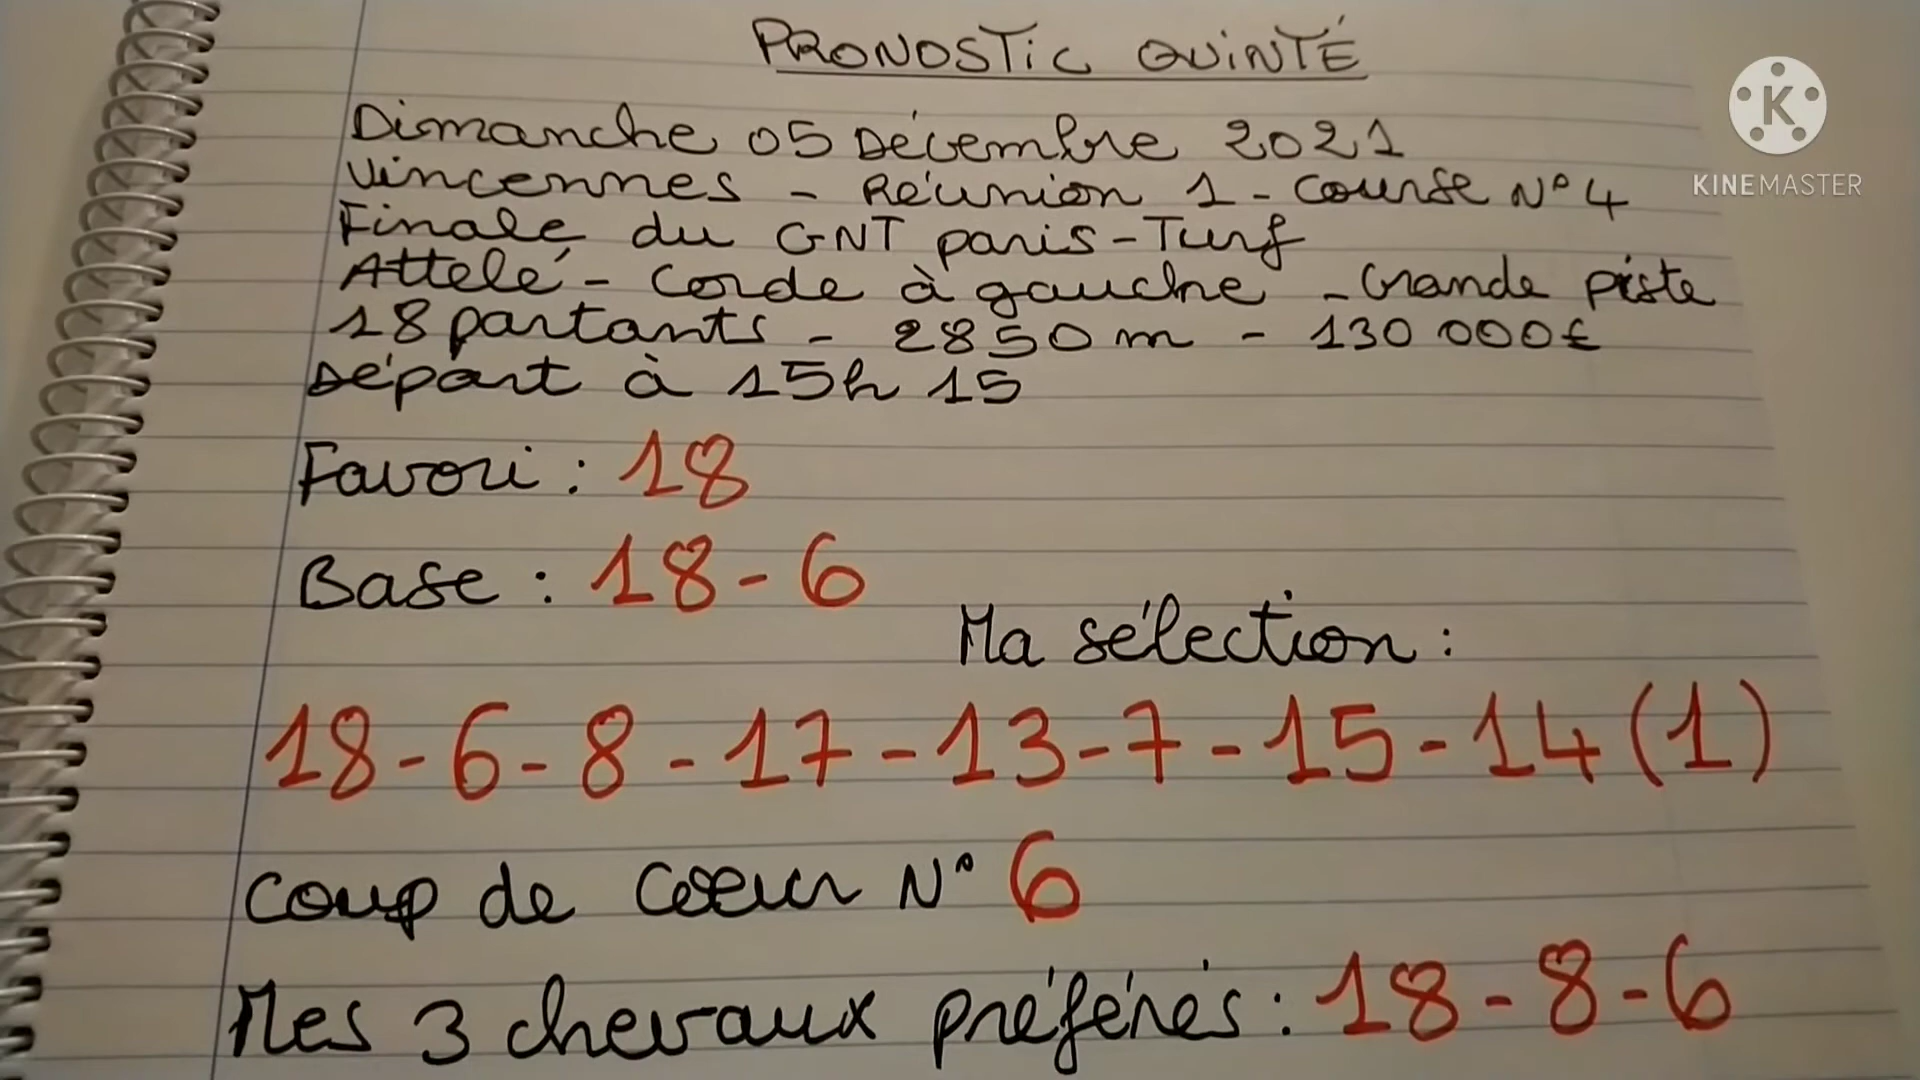 PRONOSTIC QUINTÉ
Dimanche 05 Décembre 2021
Vincennes - Réunion 1 - Course N° 4
Finale du GNT paris-Turf
Attelé - Corde à gauche - Grande piste
18 partants - 2850 m - 130 000€
Départ à 15h 15
Favori : 18
Base : 18 - 6
Ma sélection :
18 - 6 - 8 - 17 - 13 - 7 - 15 - 14 (1)
Coup de Coeur N° 6
Mes 3 chevaux préférés : 18 - 8 - 6
K
KINEMASTER